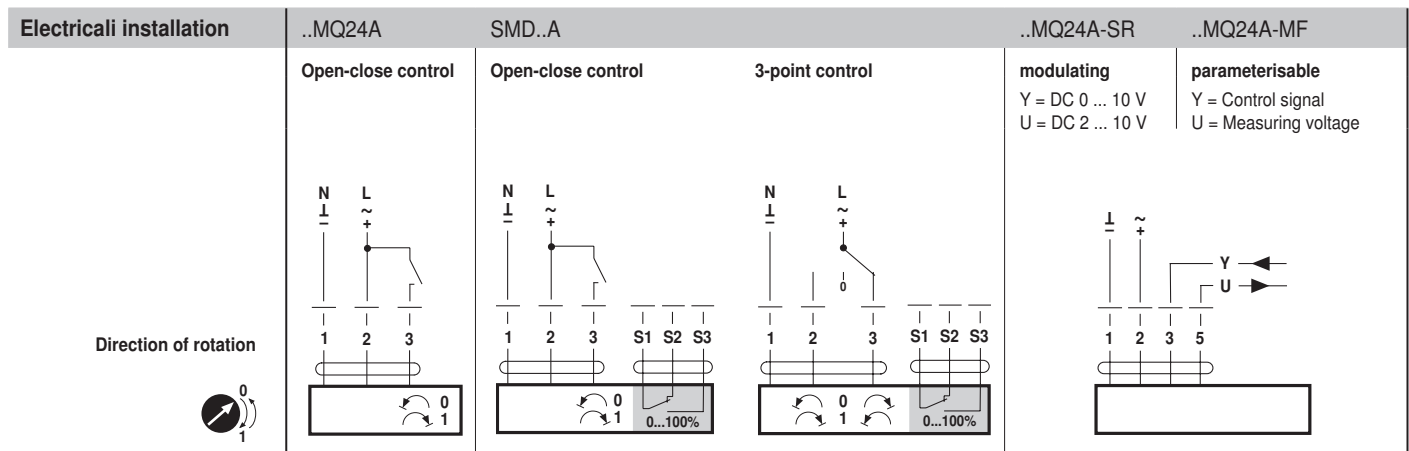 Electricali installation ..MQ24A SMD..A ..MQ24A-SR ..MQ24A-MF
Open-close control Open-close control 3-point control modulating parameterisable
Y = DC 0 ... 10 V Y = Control signal
U = DC 2 ... 10 V U = Measuring voltage
N L N L N L
⊥ ~ ⊥ ~ ⊥ ~ ⊥ ~
– + – + – + – +
Y
0 U
Direction of rotation 1 2 3 1 2 3 S1 S2 S3 1 2 3 S1 S2 S3 1 2 3 5
0 0 0 0
1 1 1 0...100% 1 0...100%